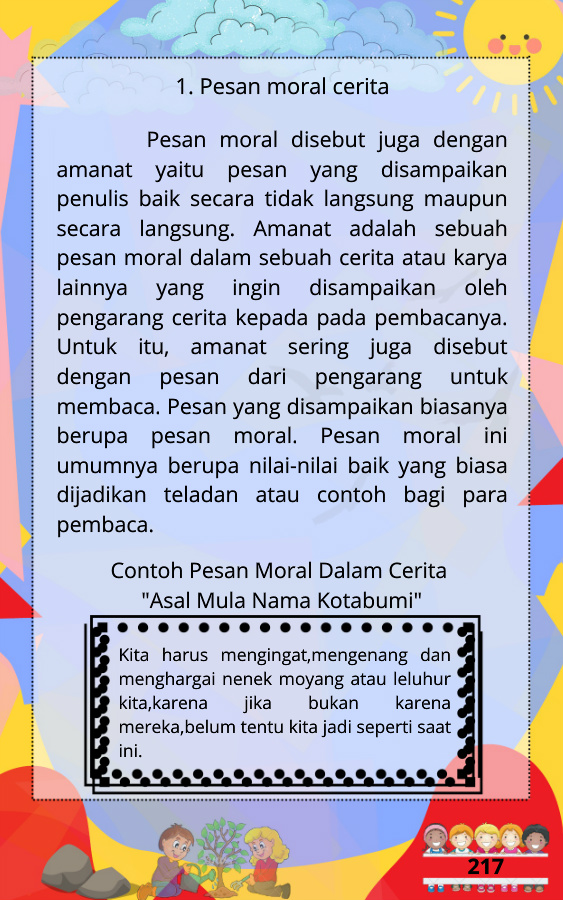 1. Pesan moral cerita
Pesan moral disebut juga dengan
amanat yaitu pesan yang disampaikan
penulis baik secara tidak langsung maupun
secara langsung. Amanat adalah sebuah
pesan moral dalam sebuah cerita atau karya
lainnya yang ingin disampaikan oleh
pengarang cerita kepada pada pembacanya.
Untuk itu, amanat sering juga disebut
dengan pesan dari pengarang untuk
membaca. Pesan yang disampaikan biasanya
berupa pesan moral. Pesan moral ini
umumnya berupa nilai-nilai baik yang biasa
dijadikan teladan atau contoh bagi para
pembaca.
Contoh Pesan Moral Dalam Cerita
"Asal Mula Nama Kotabumi"
Kita harus mengingat,mengenang dan
menghargai nenek moyang atau leluhur
kita,karena jika bukan karena
mereka,belum tentu kita jadi seperti saat
ini.
217